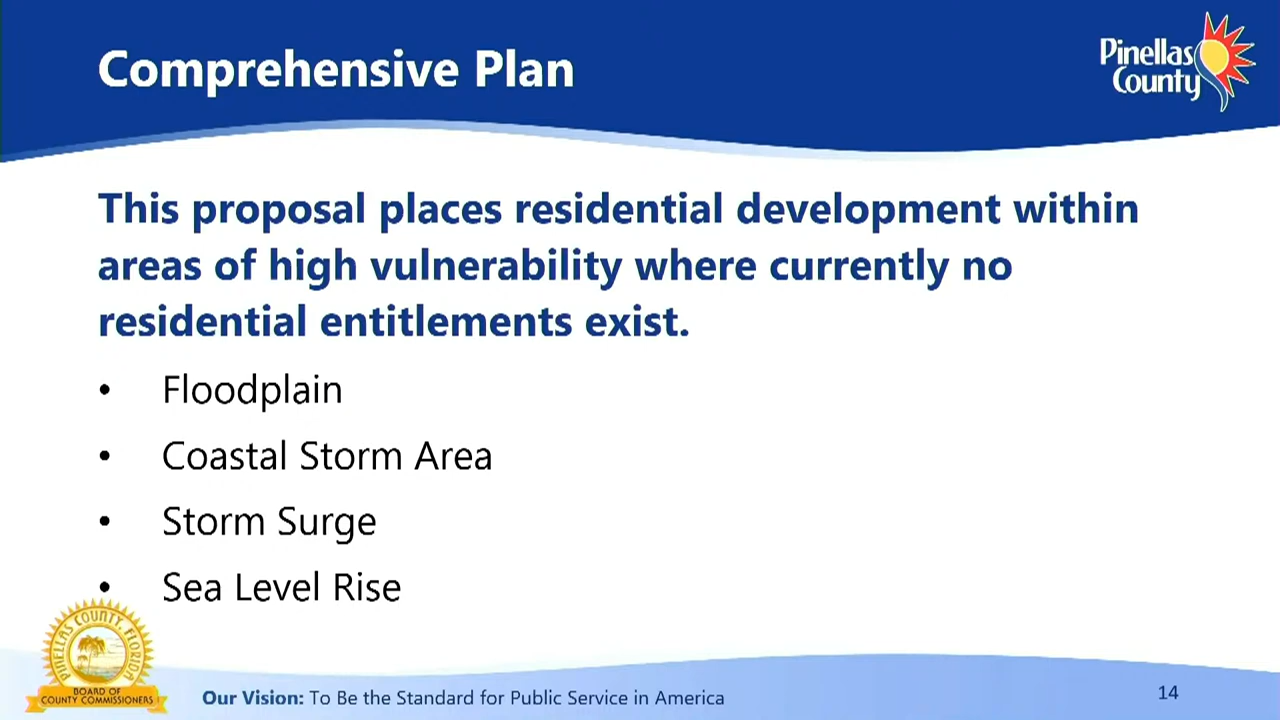 Comprehensive Plan
Pinellas
County
This proposal places residential development within
areas of high vulnerability where currently no
residential entitlements exist.
• Floodplain
• Coastal Storm Area
• Storm Surge
• Sea Level Rise
PINELLAS COUNTY, FLORIDA
BOARD OF
COUNTY COMMISSIONERS
Our Vision: To Be the Standard for Public Service in America
14